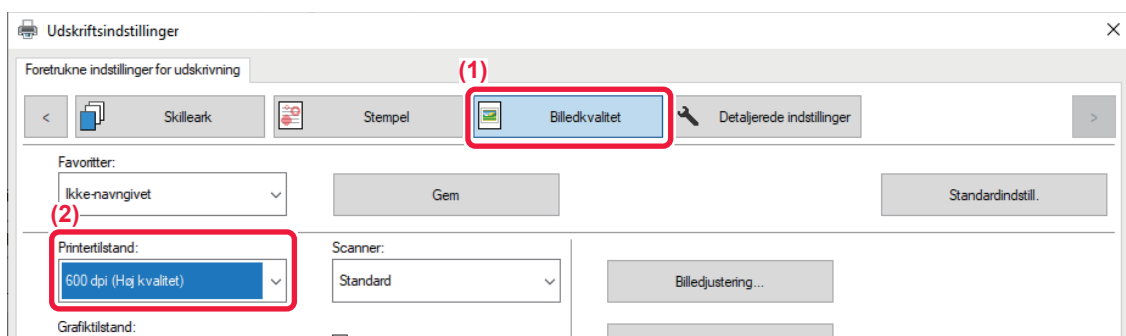 Udskriftsindstillinger
Foretrukne indstillinger for udskrivning
(1)
< Skilleark Stempel Billedkvalitet Detaljerede indstillinger >
Favoritter:
Ikke-navngivet Gem Standardindstill.
(2)
Printertilstand: Scanner:
600 dpi (Høj kvalitet) Standard Billedjustering...
Grafiktilstand: